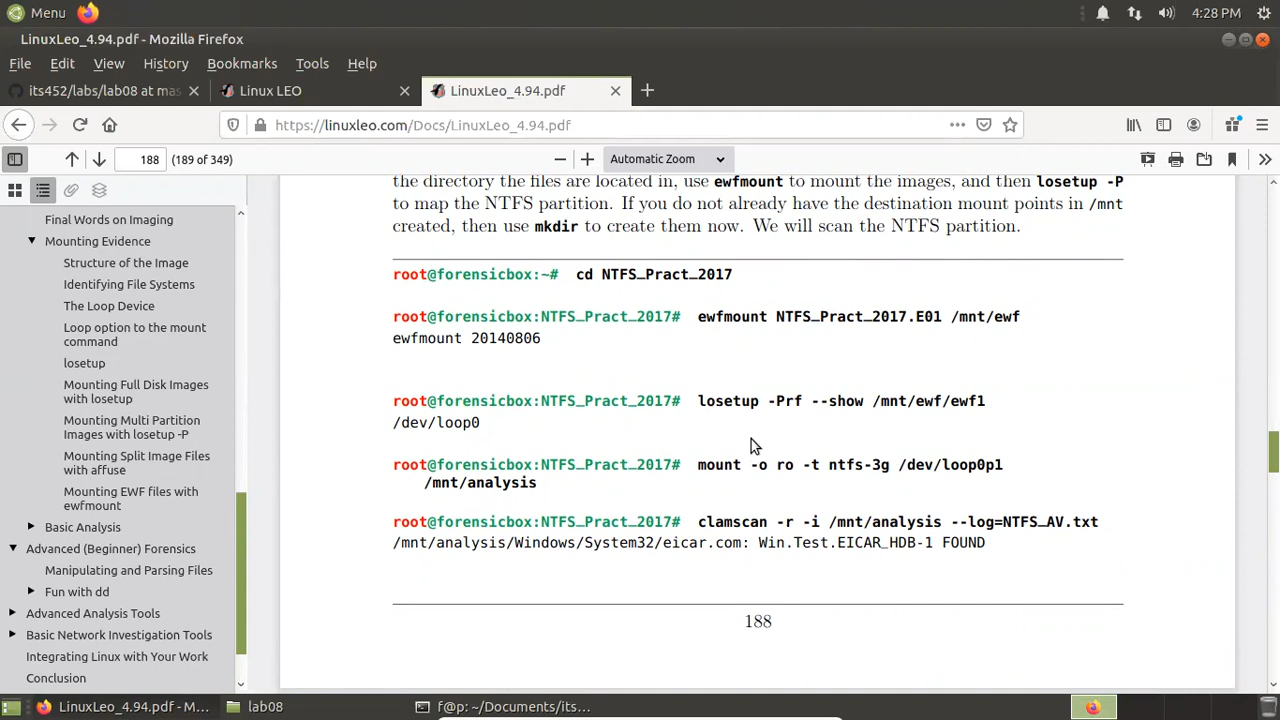 Menu
4:28 PM
LinuxLeo_4.94.pdf - Mozilla Firefox
File Edit View History Bookmarks Tools Help
its452/labs/lab08 at mas
Linux LEO
LinuxLeo_4.94.pdf
https://linuxleo.com/Docs/LinuxLeo_4.94.pdf
188 (189 of 349)
Automatic Zoom
Final Words on Imaging
Mounting Evidence
Structure of the Image
Identifying File Systems
The Loop Device
Loop option to the mount
command
losetup
Mounting Full Disk Images
with losetup
Mounting Multi Partition
Images with losetup -P
Mounting Split Image Files
with affuse
Mounting EWF files with
ewfmount
Basic Analysis
Advanced (Beginner) Forensics
Manipulating and Parsing Files
Fun with dd
Advanced Analysis Tools
Basic Network Investigation Tools
Integrating Linux with Your Work
Conclusion
the directory the files are located in, use ewfmount to mount the images, and then losetup -P
to map the NTFS partition. If you do not already have the destination mount points in /mnt
created, then use mkdir to create them now. We will scan the NTFS partition.
root@forensicbox:~# cd NTFS_Pract_2017
root@forensicbox:NTFS_Pract_2017# ewfmount NTFS_Pract_2017.E01 /mnt/ewf
ewfmount 20140806
root@forensicbox:NTFS_Pract_2017# losetup -Prf --show /mnt/ewf/ewf1
/dev/loop0
root@forensicbox:NTFS_Pract_2017# mount -o ro -t ntfs-3g /dev/loop0p1
/mnt/analysis
root@forensicbox:NTFS_Pract_2017# clamscan -r -i /mnt/analysis --log=NTFS_AV.txt
/mnt/analysis/Windows/System32/eicar.com: Win.Test.EICAR_HDB-1 FOUND
188
LinuxLeo_4.94.pdf - M...
lab08
f@p: ~/Documents/its...